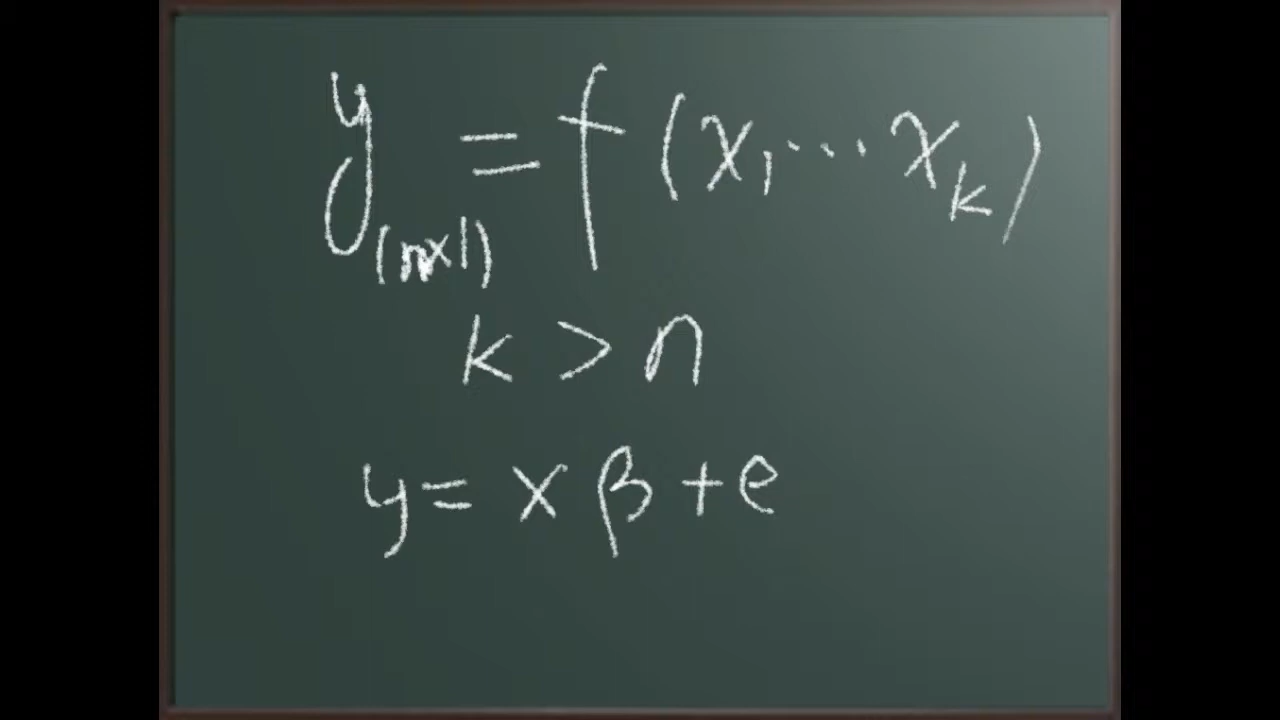 y(n×1) = f(x1...xk)
k > n
y = xβ + e